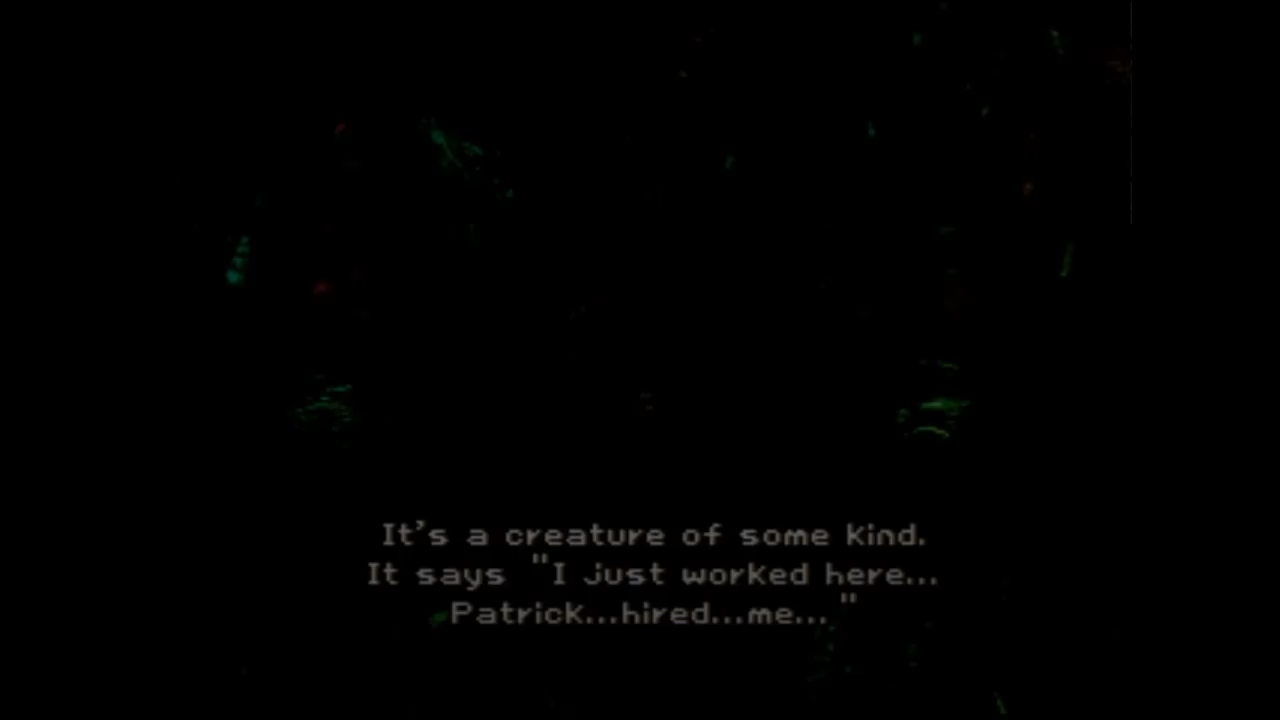 It's a creature of some kind.
It says "I just worked here...
Patrick...hired...me..."